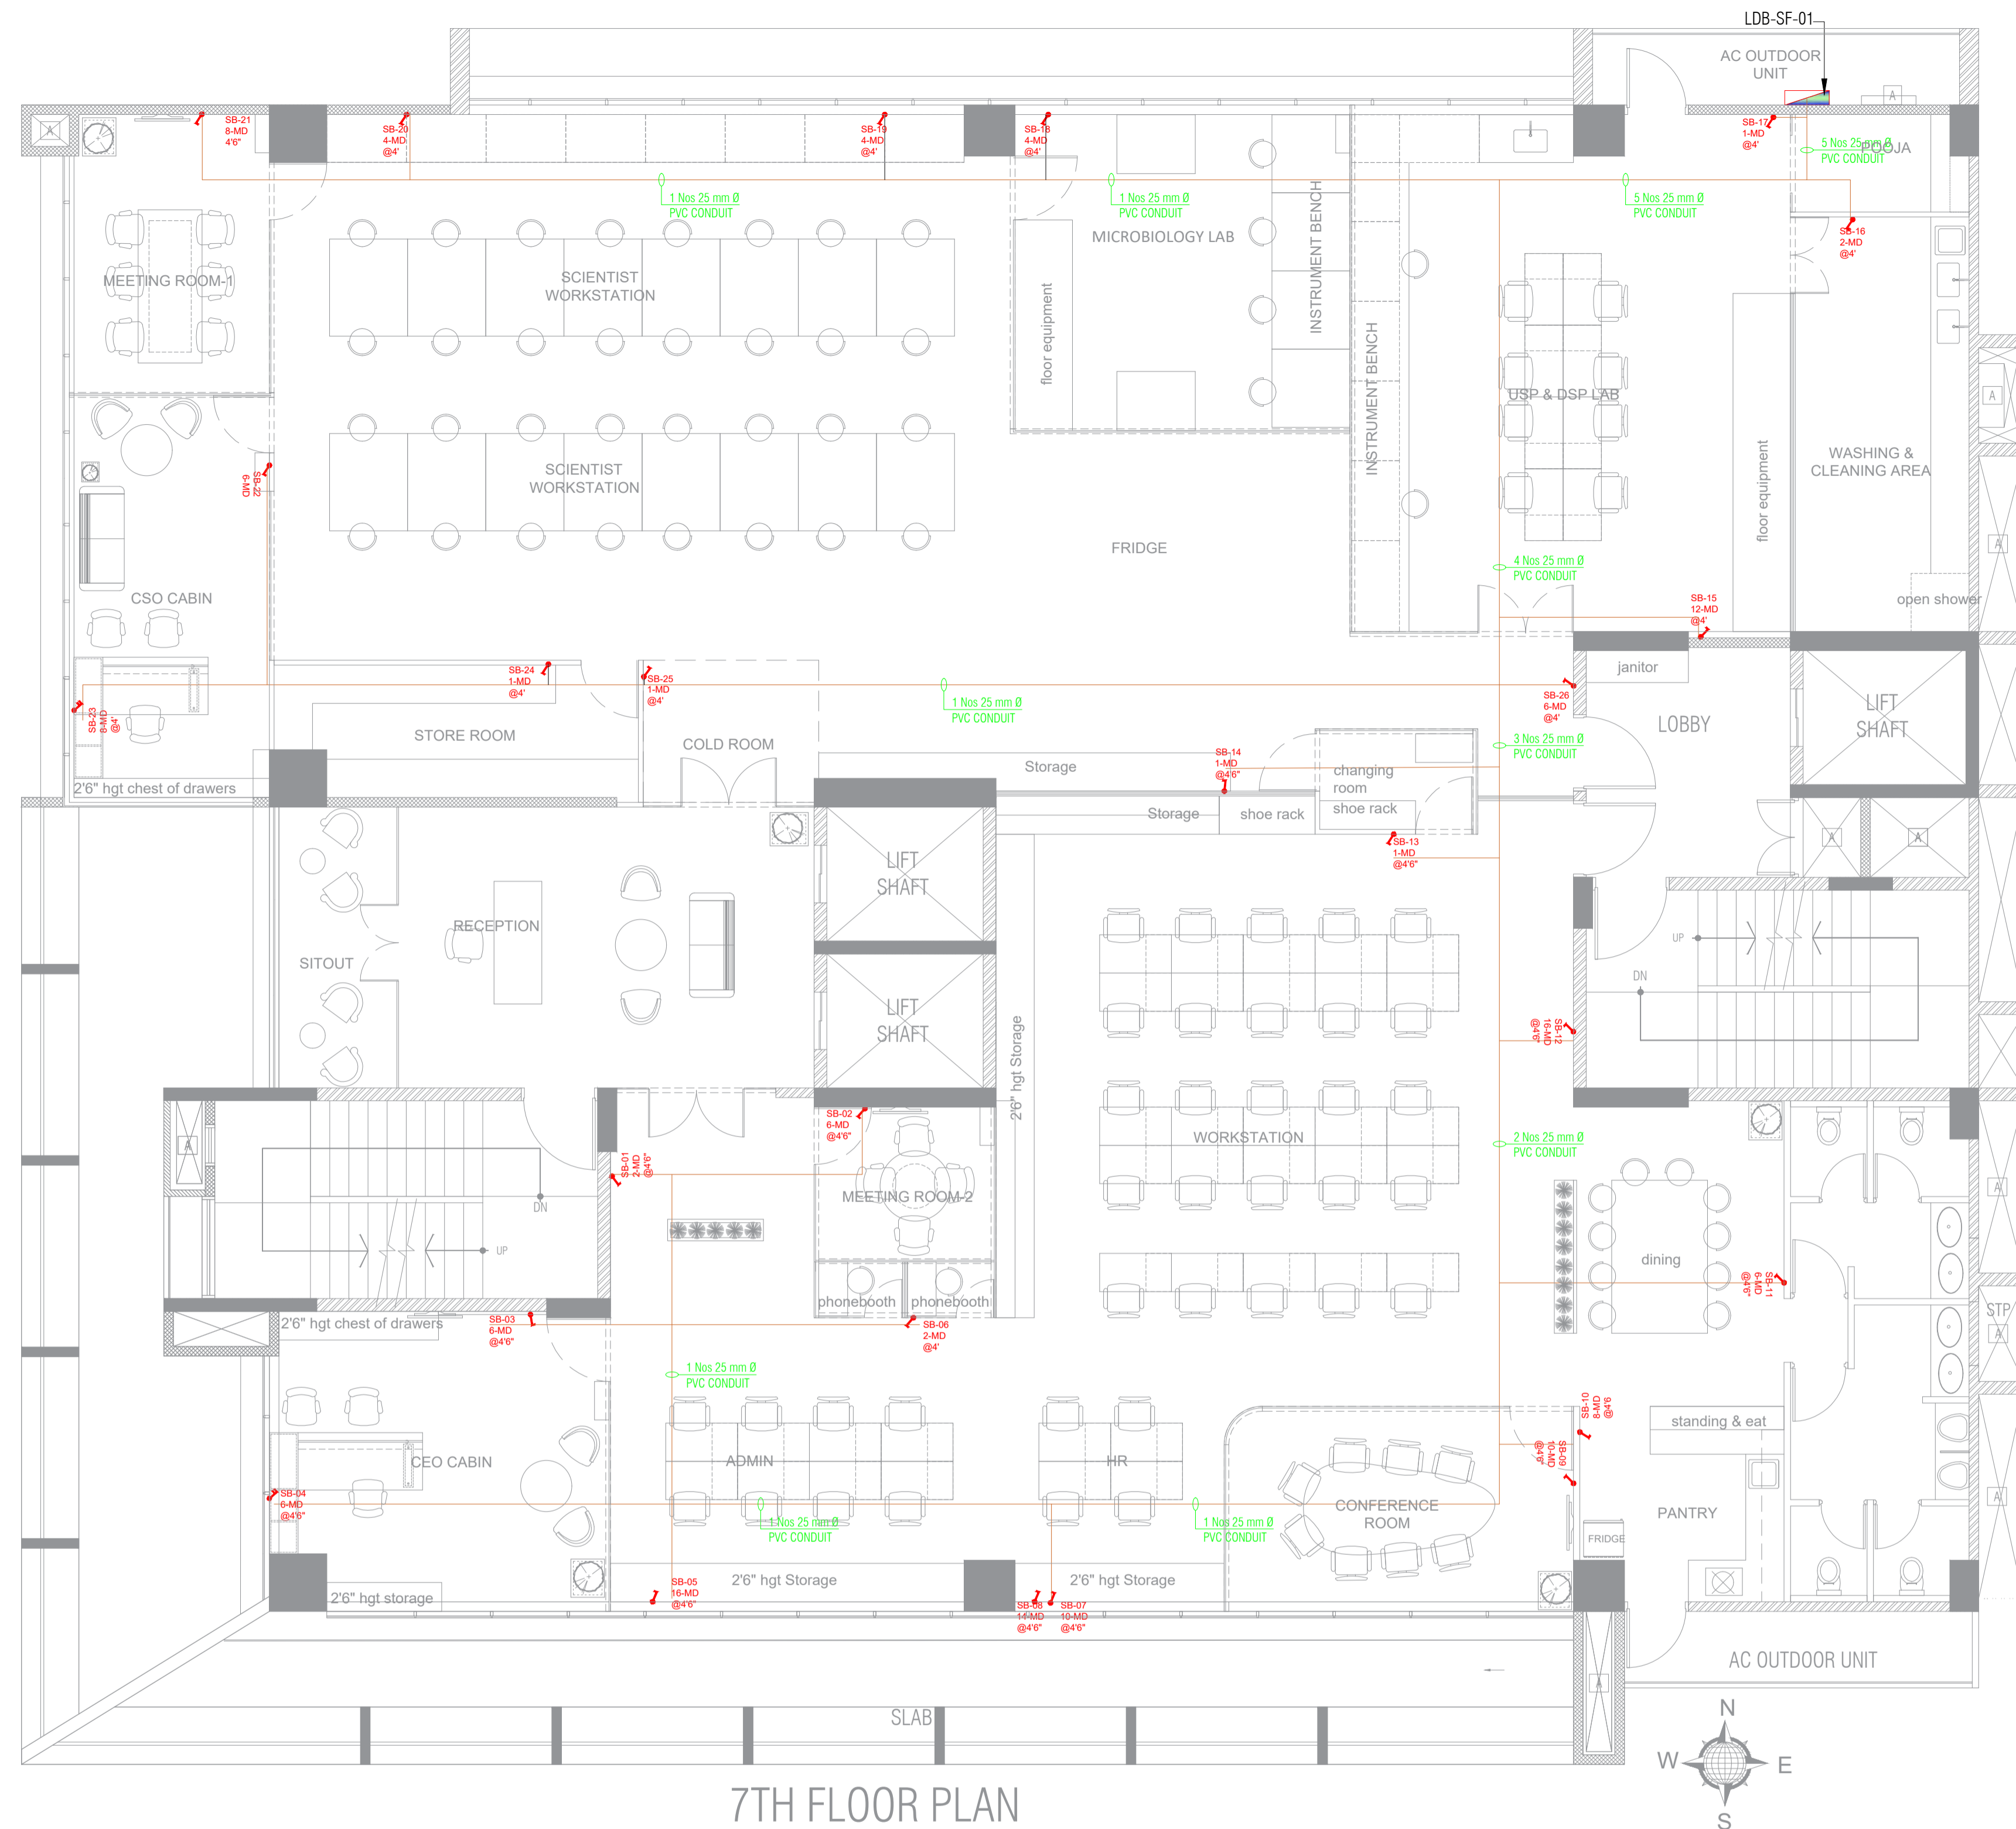 LDB-SF-01
AC OUTDOOR
UNIT
A
A
SB-21
8-MD
4'6"
SB-20
4-MD
@4'
SB-19
4-MD
@4'
SB-18
4-MD
@4'
SB-17
1-MD
@4'
5 Nos 25 mm Ø
PVC CONDUIT
POOJA
1 Nos 25 mm Ø
PVC CONDUIT
1 Nos 25 mm Ø
PVC CONDUIT
5 Nos 25 mm Ø
PVC CONDUIT
SB-16
2-MD
@4'
MEETING ROOM-1
SCIENTIST
WORKSTATION
MICROBIOLOGY LAB
floor equipment
INSTRUMENT BENCH
INSTRUMENT BENCH
USP & DSP LAB
floor equipment
WASHING &
CLEANING AREA
A
SB-22
6-MD
SCIENTIST
WORKSTATION
FRIDGE
4 Nos 25 mm Ø
PVC CONDUIT
A
CSO CABIN
SB-15
12-MD
@4'
open shower
SB-24
1-MD
@4'
SB-25
1-MD
@4'
janitor
SB-23
8-MD
@4'
1 Nos 25 mm Ø
PVC CONDUIT
SB-26
6-MD
@4'
LOBBY
LIFT
SHAFT
STORE ROOM
COLD ROOM
3 Nos 25 mm Ø
PVC CONDUIT
SB-14
1-MD
@4'6"
Storage
changing
room
2'6" hgt chest of drawers
Storage
shoe rack
shoe rack
SB-13
1-MD
@4'6"
A
A
LIFT
SHAFT
RECEPTION
SITOUT
UP
DN
LIFT
SHAFT
2'6" hgt Storage
SB-12
16-MD
@4'6"
SB-02
6-MD
@4'6"
SB-01
2-MD
@4'6"
A
WORKSTATION
2 Nos 25 mm Ø
PVC CONDUIT
MEETING ROOM-2
A
DN
UP
dining
SB-11
6-MD
@4'6"
phonebooth
phonebooth
STP
A
2'6" hgt chest of drawers
SB-03
6-MD
@4'6"
SB-06
2-MD
@4'
1 Nos 25 mm Ø
PVC CONDUIT
SB-10
8-MD
@4'6
standing & eat
SB-09
10-MD
@4'6"
CEO CABIN
ADMIN
HR
SB-04
6-MD
@4'6"
A
CONFERENCE
ROOM
PANTRY
1 Nos 25 mm Ø
PVC CONDUIT
1 Nos 25 mm Ø
PVC CONDUIT
FRIDGE
2'6" hgt storage
SB-05
16-MD
@4'6"
2'6" hgt Storage
2'6" hgt Storage
SB-08
14-MD
@4'6"
SB-07
10-MD
@4'6"
AC OUTDOOR UNIT
A
SLAB
N
W
E
S
7TH FLOOR PLAN